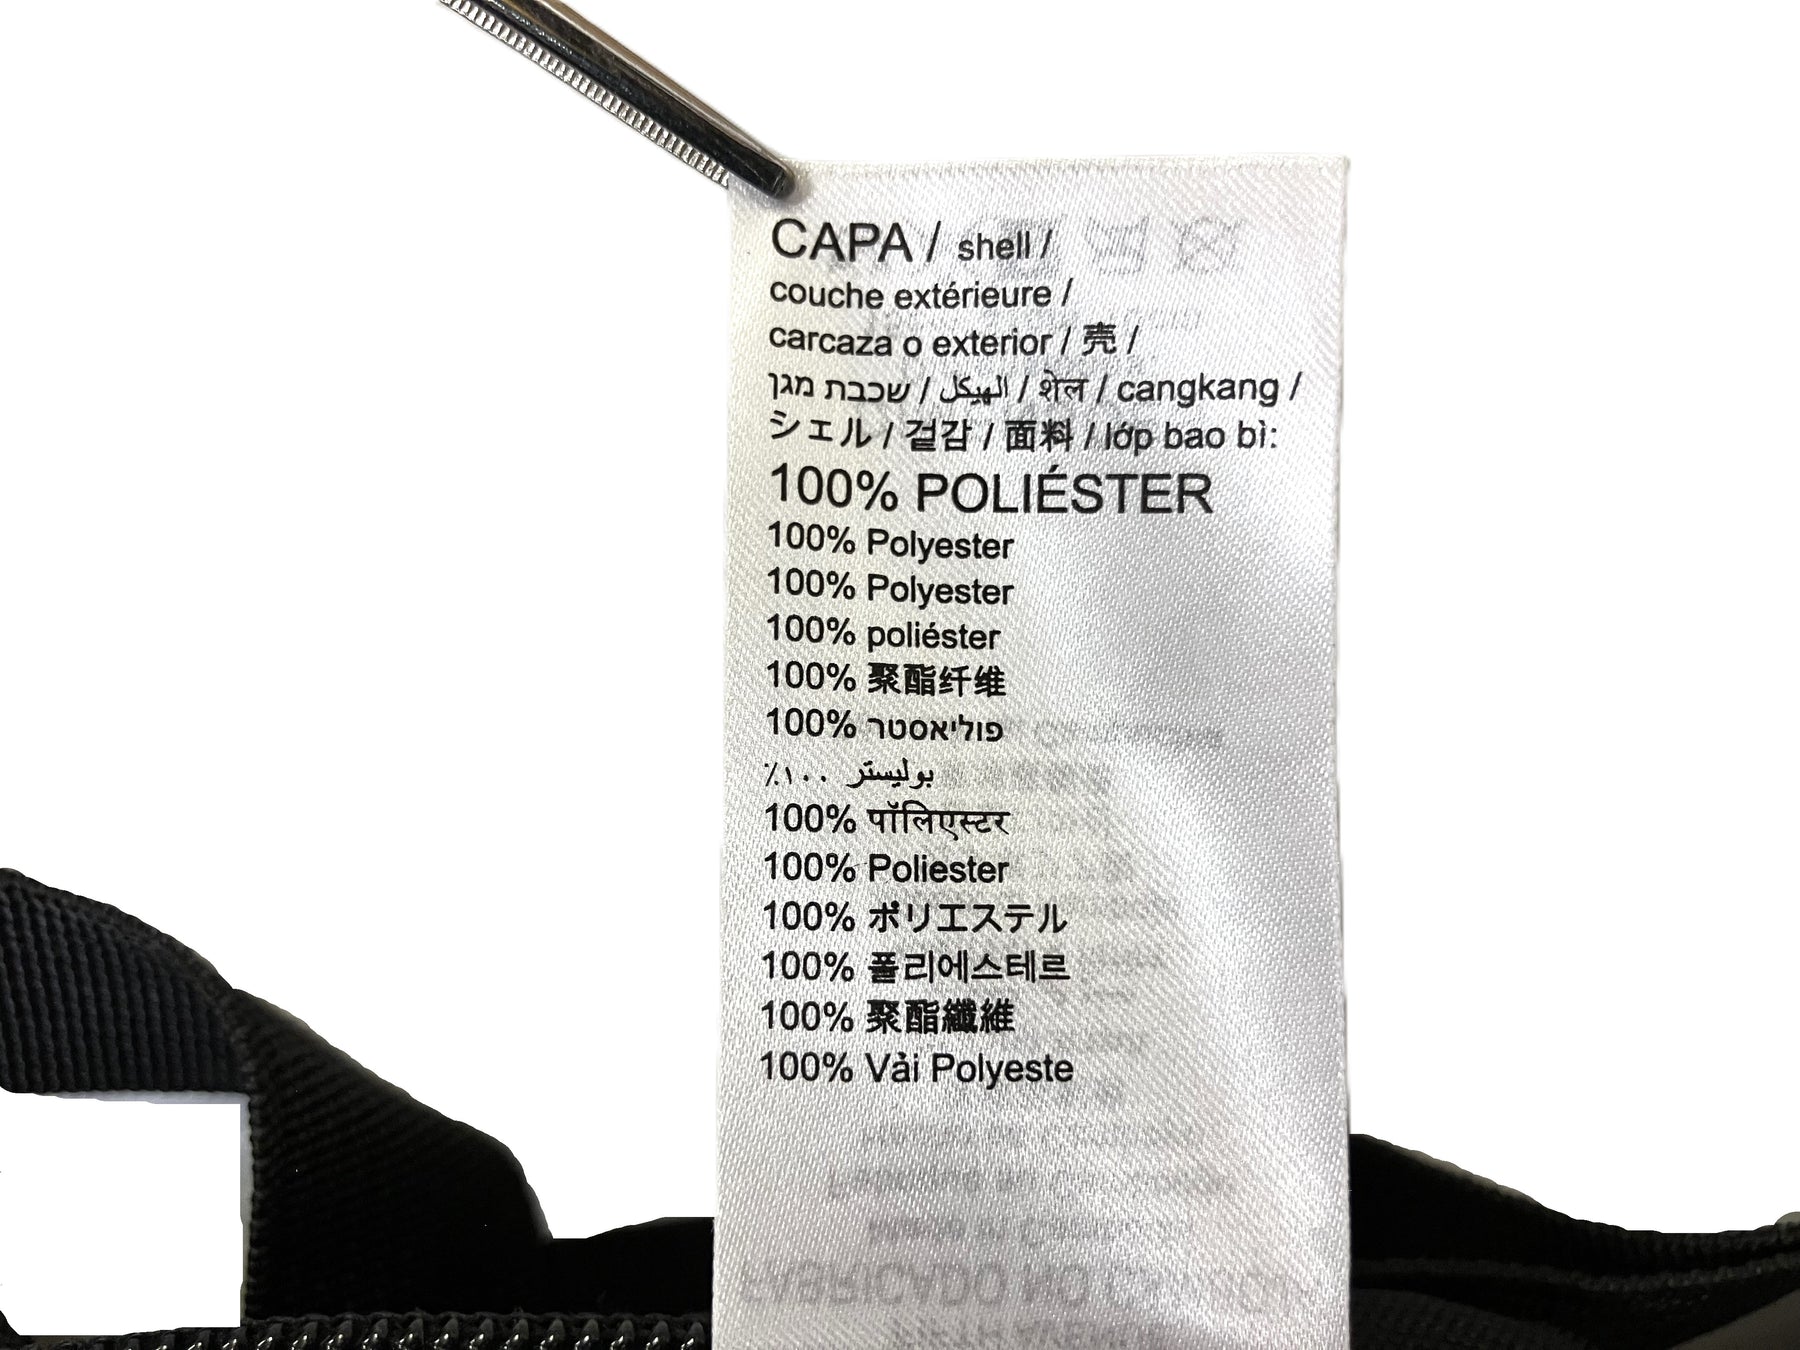 CAPA / shell /
couche extérieure /
carcaza o exterior / 壳 /
שכבת מגן / الهيكل / शेल / cangkang /
シェル / 겉감 / 面料 / lớp bao bì:
100% POLIÉSTER
100% Polyester
100% Polyester
100% poliéster
100% 聚酯纤维
100% פוליאסטר
٪١٠٠ بوليستر
100% पॉलिएस्टर
100% Poliester
100% ポリエステル
100% 폴리에스테르
100% 聚酯纖維
100% Vải Polyeste
FABRICADO NO